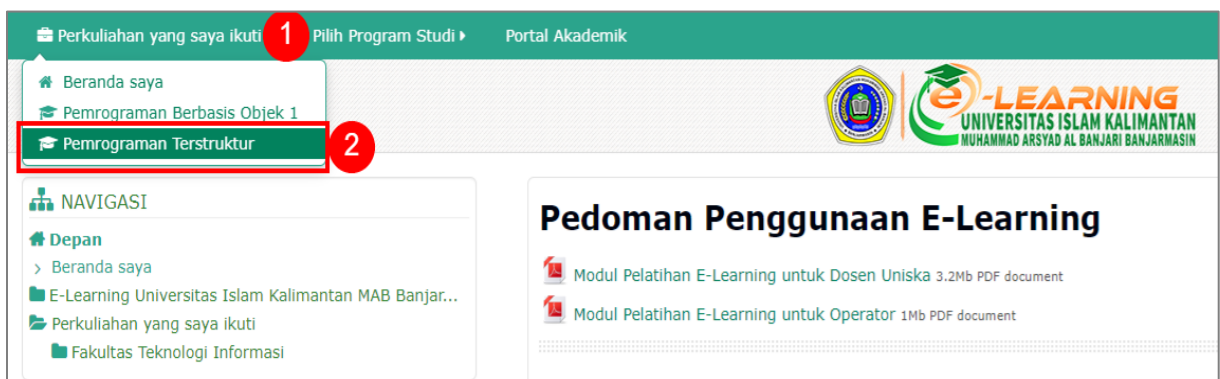 Perkuliahan yang saya ikuti 1 Pilih Program Studi Portal Akademik
Beranda saya
Pemrograman Berbasis Objek 1
Pemrograman Terstruktur 2
e-LEARNING
UNIVERSITAS ISLAM KALIMANTAN
MUHAMMAD ARSYAD AL BANJARI BANJARMASIN
NAVIGASI
Depan
Beranda saya
E-Learning Universitas Islam Kalimantan MAB Banjar...
Perkuliahan yang saya ikuti
Fakultas Teknologi Informasi
Pedoman Penggunaan E-Learning
Modul Pelatihan E-Learning untuk Dosen Uniska 3.2Mb PDF document
Modul Pelatihan E-Learning untuk Operator 1Mb PDF document